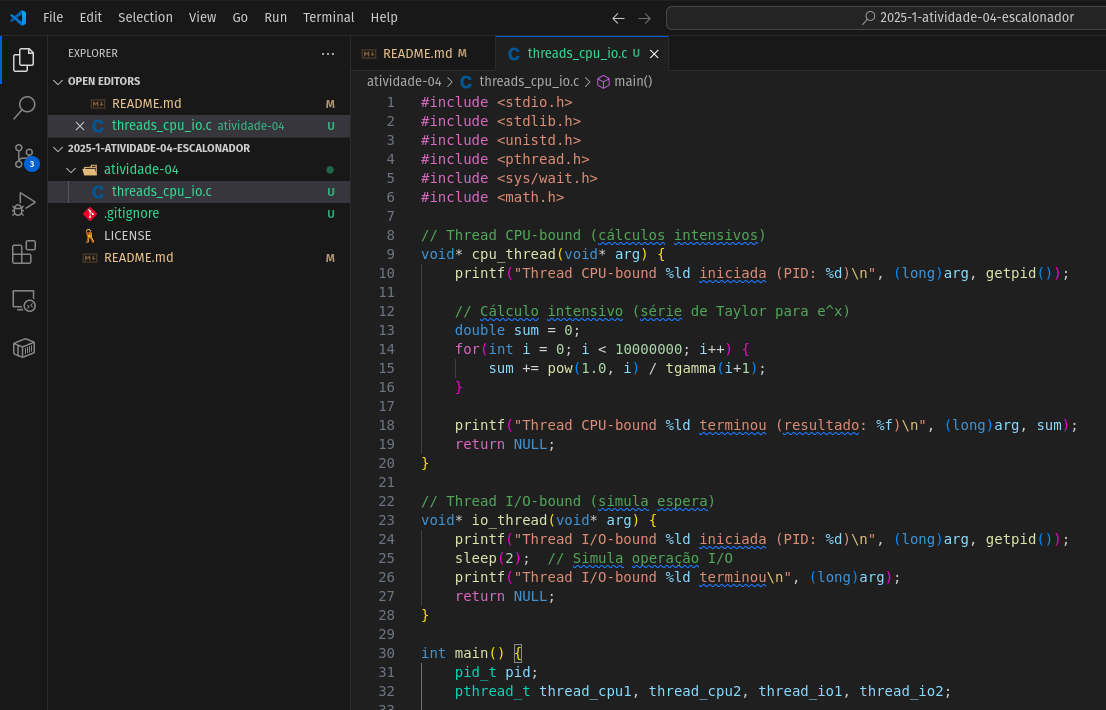 File Edit Selection View Go Run Terminal Help
2025-1-atividade-04-escalonador
EXPLORER
OPEN EDITORS
README.md M
threads_cpu_io.c atividade-04 U
2025-1-ATIVIDADE-04-ESCALONADOR
atividade-04
threads_cpu_io.c U
.gitignore U
LICENSE
README.md M
3
README.md M
threads_cpu_io.c U
atividade-04 > threads_cpu_io.c > main()
1 #include <stdio.h>
2 #include <stdlib.h>
3 #include <unistd.h>
4 #include <pthread.h>
5 #include <sys/wait.h>
6 #include <math.h>
7
8 // Thread CPU-bound (cálculos intensivos)
9 void* cpu_thread(void* arg) {
10 printf("Thread CPU-bound %ld iniciada (PID: %d)\n", (long)arg, getpid());
11
12 // Cálculo intensivo (série de Taylor para e^x)
13 double sum = 0;
14 for(int i = 0; i < 10000000; i++) {
15 sum += pow(1.0, i) / tgamma(i+1);
16 }
17
18 printf("Thread CPU-bound %ld terminou (resultado: %f)\n", (long)arg, sum);
19 return NULL;
20 }
21
22 // Thread I/O-bound (simula espera)
23 void* io_thread(void* arg) {
24 printf("Thread I/O-bound %ld iniciada (PID: %d)\n", (long)arg, getpid());
25 sleep(2); // Simula operação I/O
26 printf("Thread I/O-bound %ld terminou\n", (long)arg);
27 return NULL;
28 }
29
30 int main() {
31 pid_t pid;
32 pthread_t thread_cpu1, thread_cpu2, thread_io1, thread_io2;
33